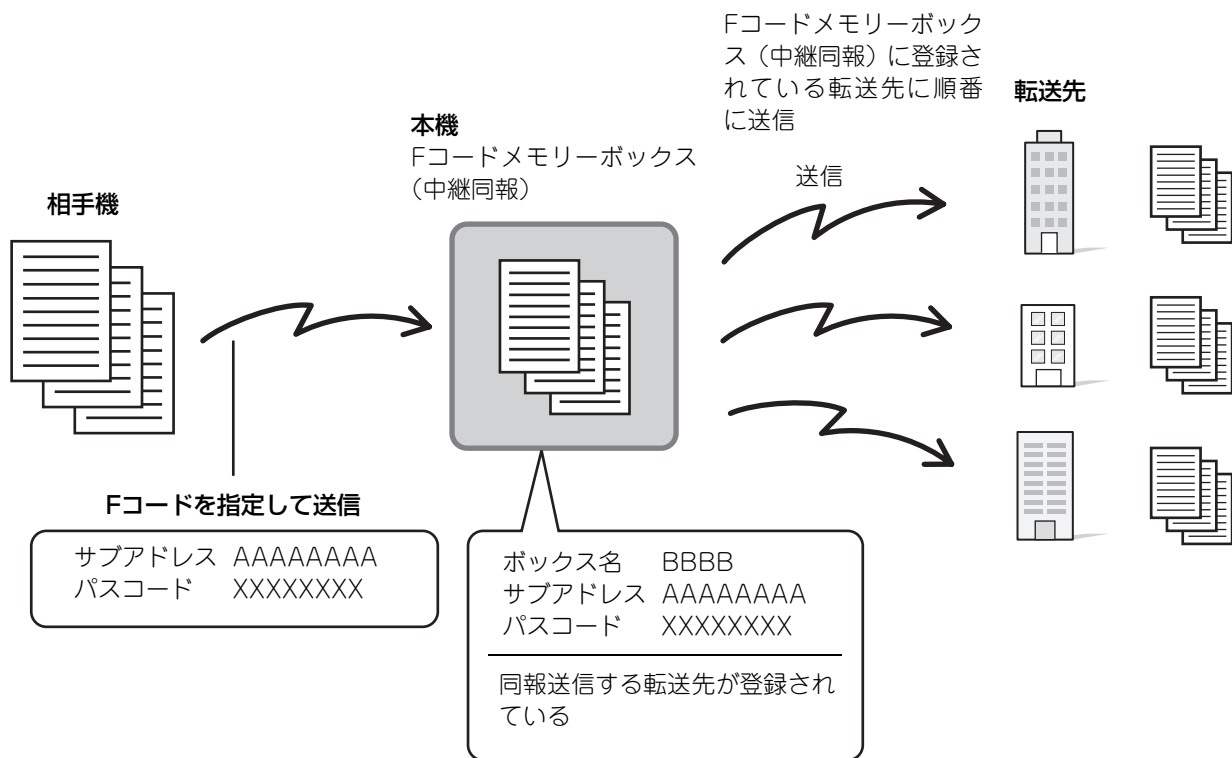 Fコードメモリーボック
ス（中継同報）に登録さ
れている転送先に順番
に送信
転送先
本機
Fコードメモリーボックス
（中継同報）
送信
相手機
Fコードを指定して送信
サブアドレス AAAAAAAA
パスコード XXXXXXXX
ボックス名 BBBB
サブアドレス AAAAAAAA
パスコード XXXXXXXX
同報送信する転送先が登録され
ている